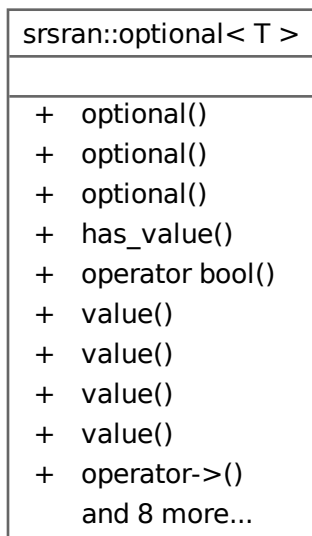 srsran::optional< T >
+ optional()
+ optional()
+ optional()
+ has_value()
+ operator bool()
+ value()
+ value()
+ value()
+ value()
+ operator->()
and 8 more...